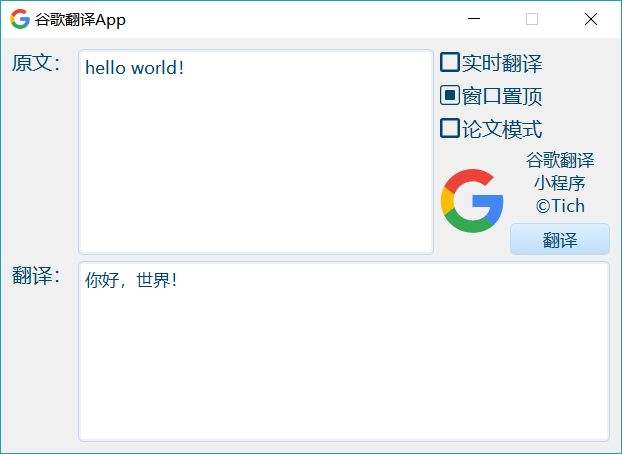 谷歌翻译App
原文：
hello world!
实时翻译
窗口置顶
论文模式
谷歌翻译
小程序
©Tich
翻译
翻译：
你好，世界！